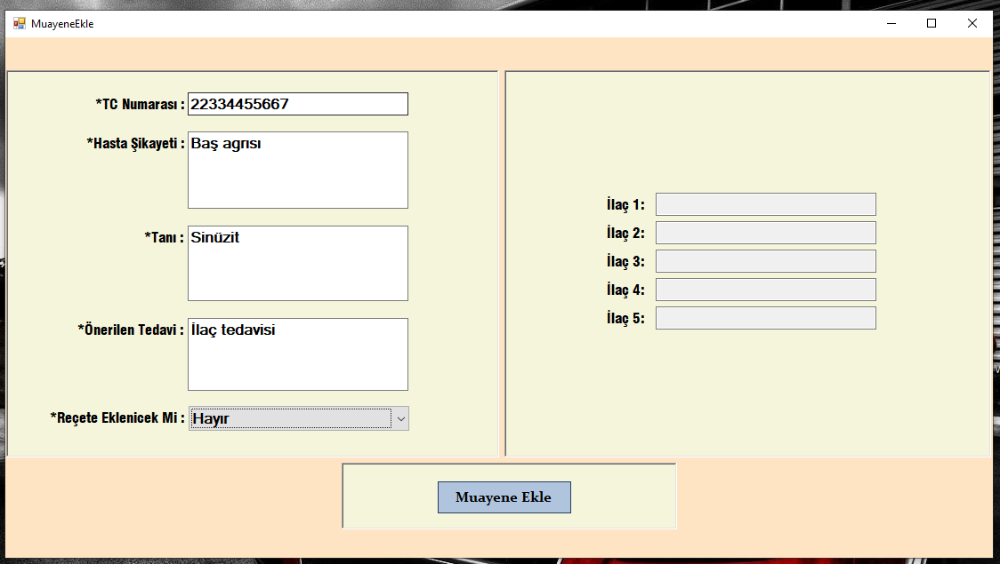 MuayeneEkle
*TC Numarası : 22334455667
*Hasta Şikayeti : Baş agrısı
*Tanı : Sinüzit
*Önerilen Tedavi : İlaç tedavisi
*Reçete Eklenicek Mi : Hayır
İlaç 1:
İlaç 2:
İlaç 3:
İlaç 4:
İlaç 5:
Muayene Ekle